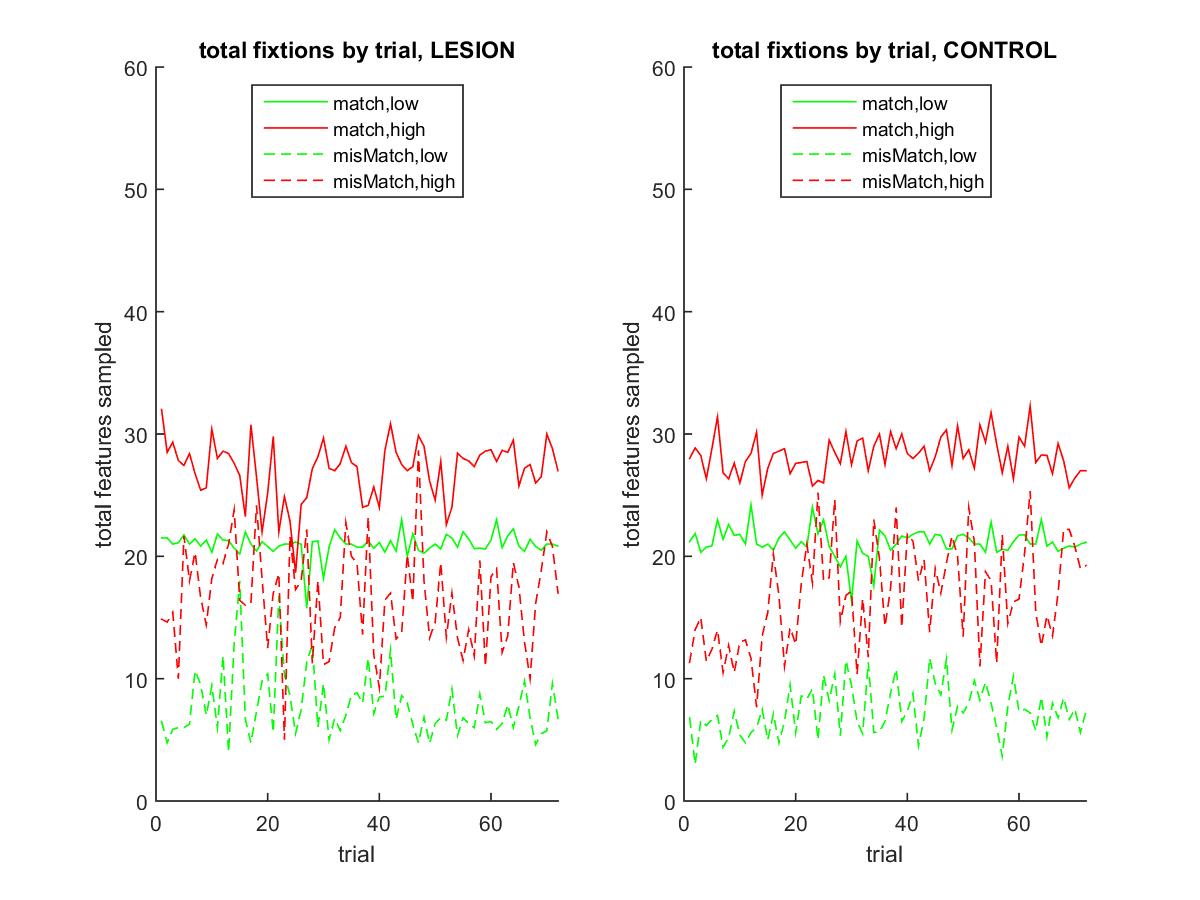 total fixtions by trial, LESION
60
50
40
30
20
10
0
0 20 40 60
trial
total features sampled
match,low
match,high
misMatch,low
misMatch,high
total fixtions by trial, CONTROL
60
50
40
30
20
10
0
0 20 40 60
trial
total features sampled
match,low
match,high
misMatch,low
misMatch,high